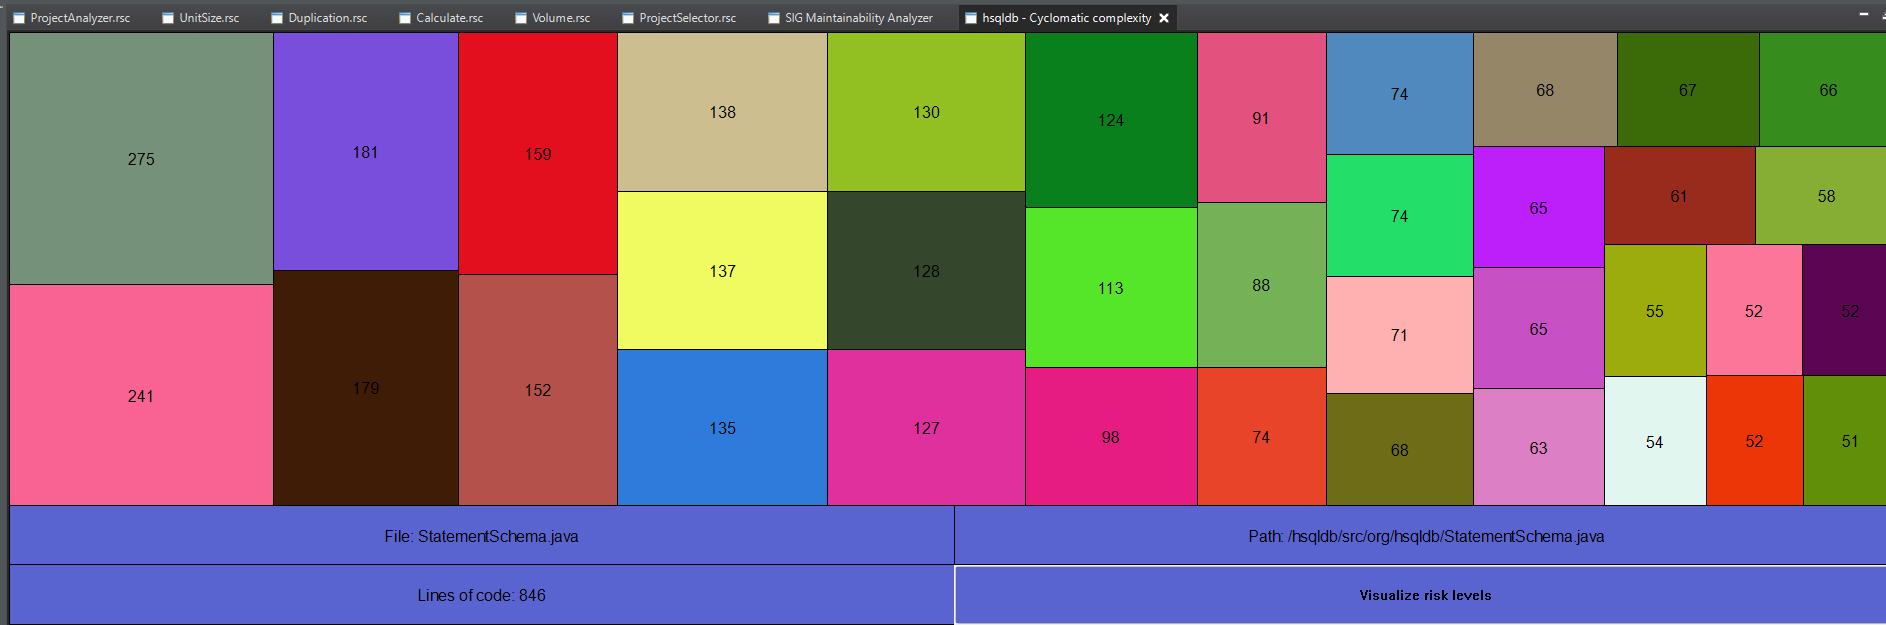 ProjectAnalyzer.rsc UnitSize.rsc Duplication.rsc Calculate.rsc Volume.rsc ProjectSelector.rsc SIG Maintainability Analyzer hsqldb - Cyclomatic complexity
275 181 159 138 130 124 91 74 68 67 66
137 128 113 88 74 65 61 58
241 179 152 71 65 55 52 52
135 127 98 74 68 63 54 52 51
File: StatementSchema.java Path: /hsqldb/src/org/hsqldb/StatementSchema.java
Lines of code: 846 Visualize risk levels